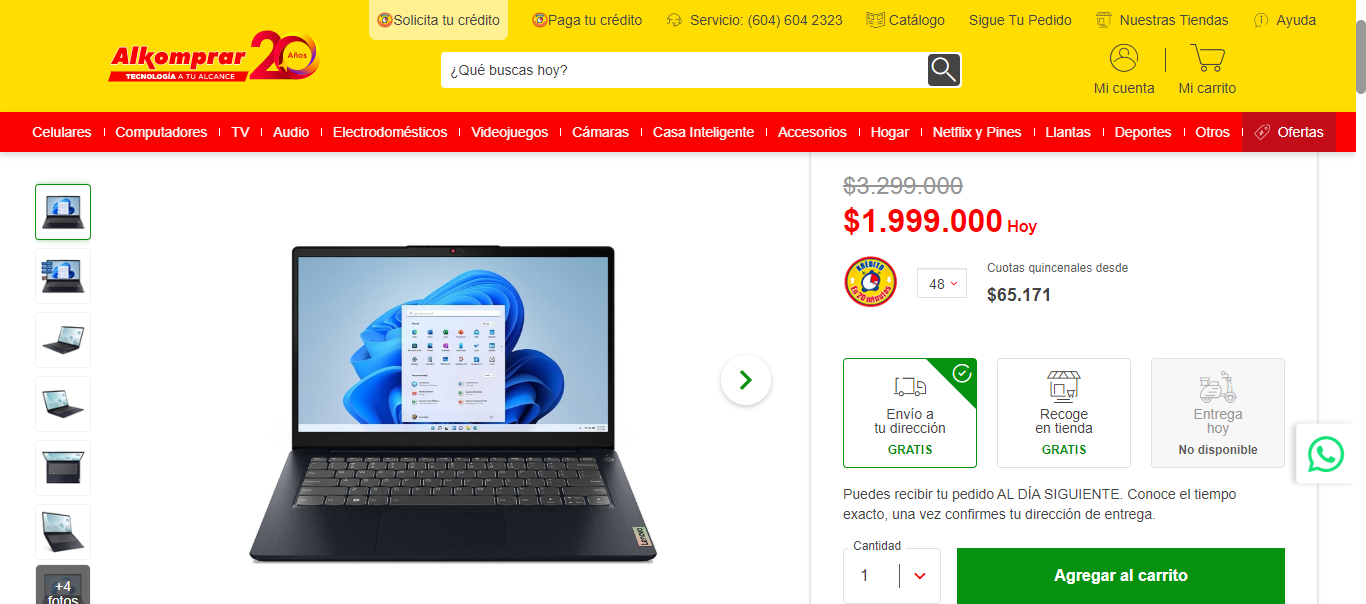 Solicita tu crédito
Paga tu crédito
Servicio: (604) 604 2323
Catálogo
Sigue Tu Pedido
Nuestras Tiendas
Ayuda
Alkomprar
TECNOLOGÍA A TU ALCANCE
20 Años
¿Qué buscas hoy?
Mi cuenta
Mi carrito
Celulares
Computadores
TV
Audio
Electrodomésticos
Videojuegos
Cámaras
Casa Inteligente
Accesorios
Hogar
Netflix y Pines
Llantas
Deportes
Otros
Ofertas
+4
fotos
Lenovo
$3.299.000
$1.999.000 Hoy
KRÉDITO
En 20 minutos
48
Cuotas quincenales desde
$65.171
Envío a
tu dirección
GRATIS
Recoge
en tienda
GRATIS
Entrega
hoy
No disponible
Puedes recibir tu pedido AL DÍA SIGUIENTE. Conoce el tiempo
exacto, una vez confirmes tu dirección de entrega.
Cantidad
1
Agregar al carrito